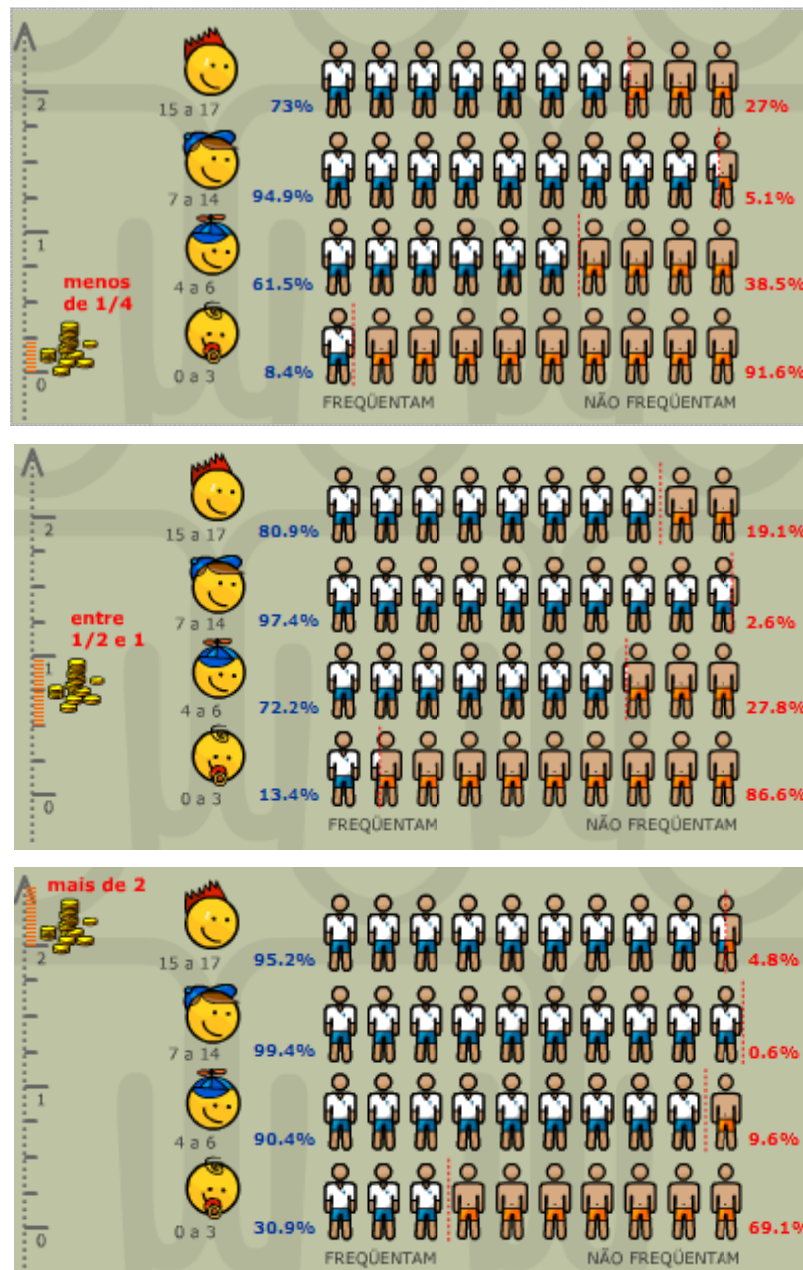 2
15 a 17 73% 27%
7 a 14 94.9% 5.1%
1
menos
de 1/4
4 a 6 61.5% 38.5%
0 a 3 8.4% 91.6%
0
FREQÜENTAM NÃO FREQÜENTAM
2
15 a 17 80.9% 19.1%
entre
1/2 e 1
7 a 14 97.4% 2.6%
1
4 a 6 72.2% 27.8%
0 a 3 13.4% 86.6%
0
FREQÜENTAM NÃO FREQÜENTAM
mais de 2
2
15 a 17 95.2% 4.8%
7 a 14 99.4% 0.6%
1
4 a 6 90.4% 9.6%
0 a 3 30.9% 69.1%
0
FREQÜENTAM NÃO FREQÜENTAM